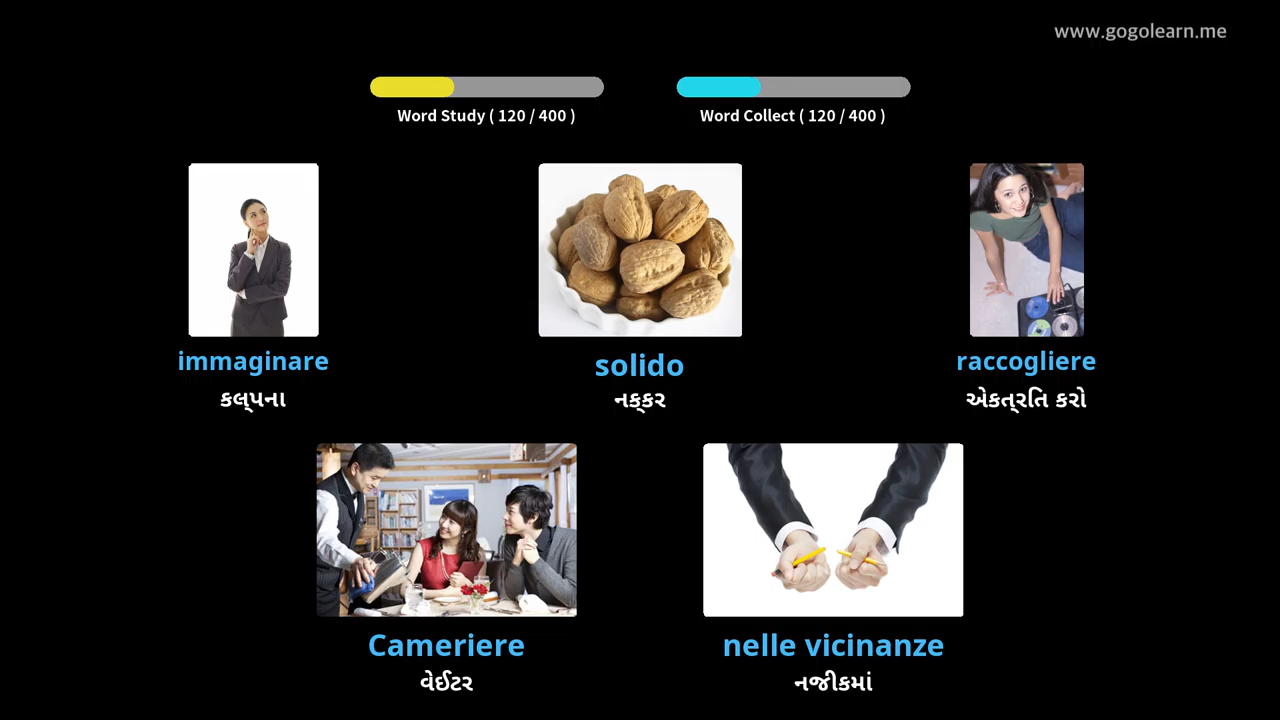 www.gogolearn.me
Word Study ( 120 / 400 )
Word Collect ( 120 / 400 )
immaginare
કલ્પના
solido
નક્કર
raccogliere
એકત્રતિ કરો
Cameriere
વેઈટર
nelle vicinanze
નજીકમાં